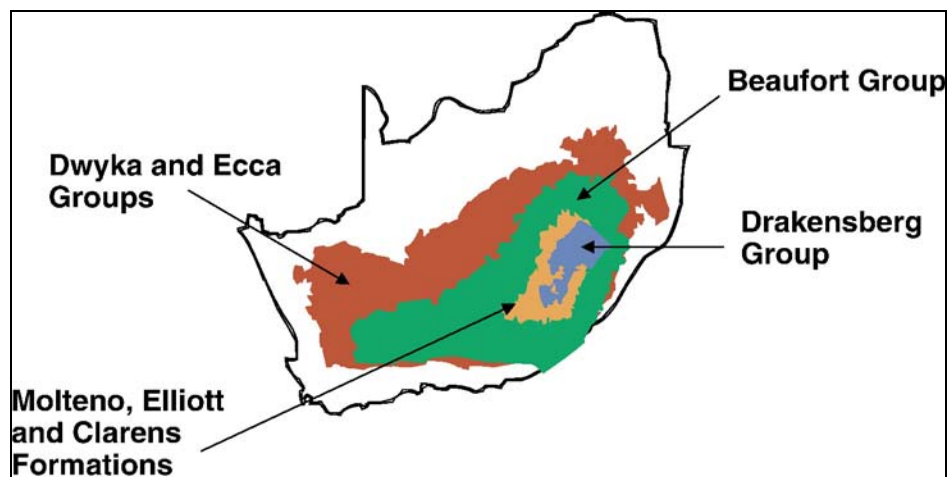 Beaufort Group
Dwyka and Ecca
Groups
Drakensberg
Group
Molteno, Elliott
and Clarens
Formations